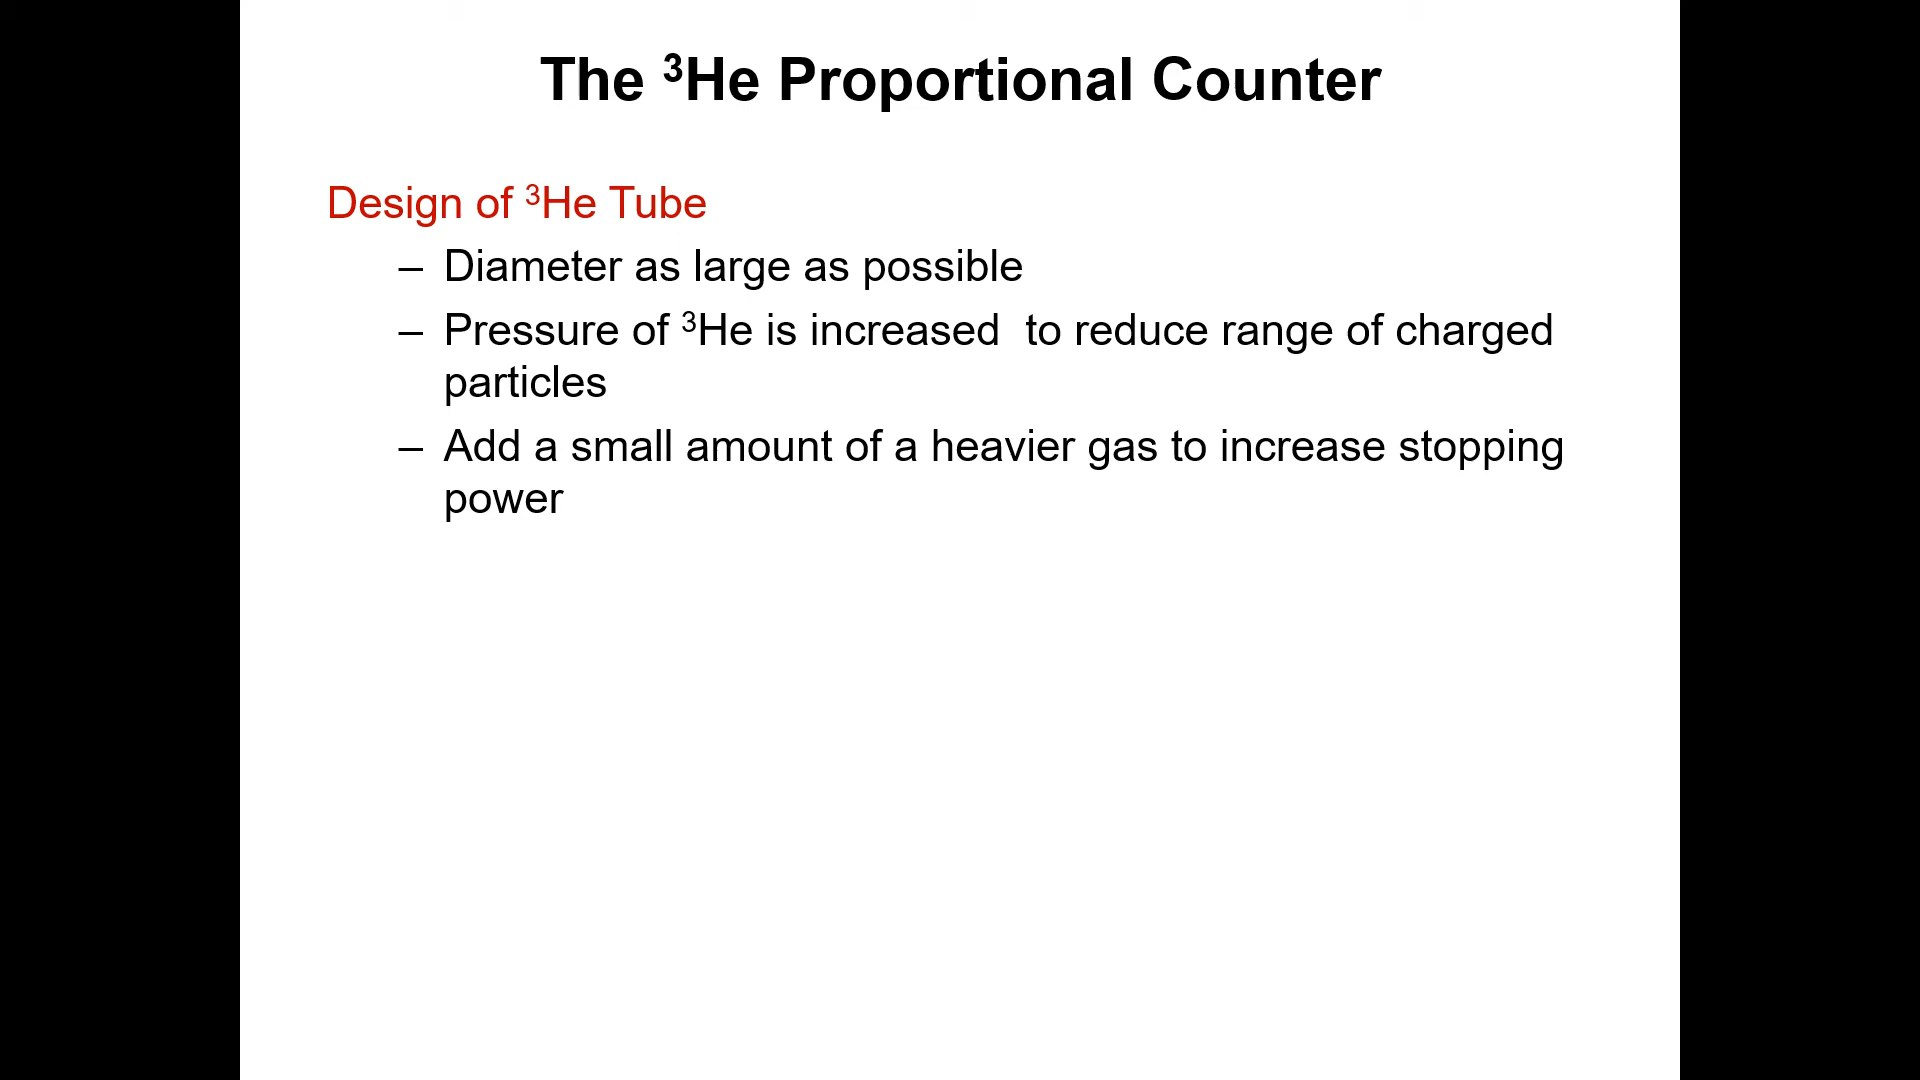 The ³He Proportional Counter
Design of ³He Tube
– Diameter as large as possible
– Pressure of ³He is increased  to reduce range of charged
particles
– Add a small amount of a heavier gas to increase stopping
power